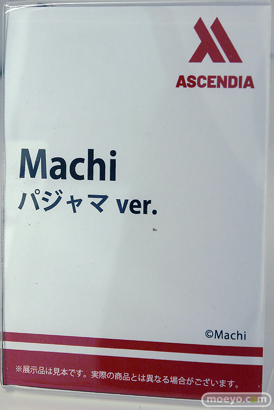 ASCENDIA
Machi
パジャマ ver.
©Machi
※展示品は見本です。実際の商品とは異なる場合がございます。
moeyo.com